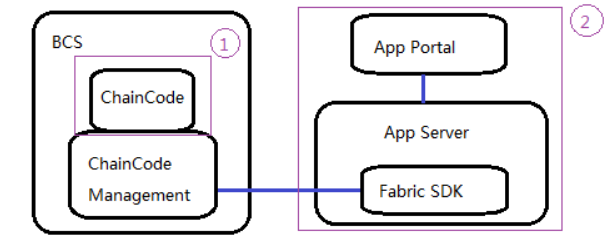 BCS
1
ChainCode
ChainCode
Management
2
App Portal
App Server
Fabric SDK